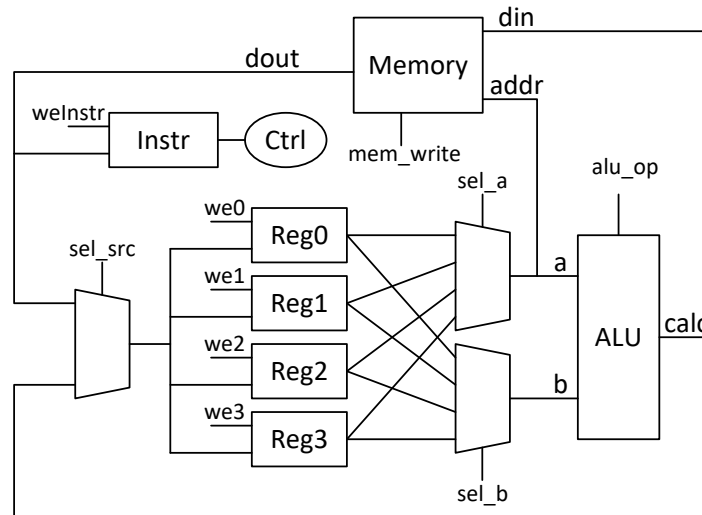 din
dout
Memory
addr
weInstr
Instr
Ctrl
mem_write
sel_a
alu_op
we0
Reg0
sel_src
we1
Reg1
a
calc
ALU
we2
Reg2
b
we3
Reg3
sel_b